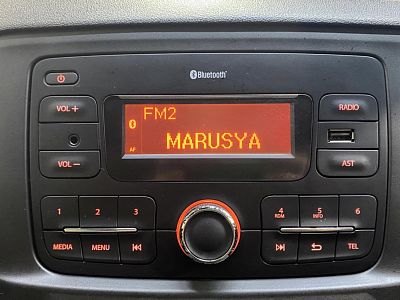 Bluetooth
VOL +
FM2
AF
MARUSYA
RADIO
VOL –
AST
1 2 3
4 RDM
5 INFO
6
MEDIA MENU
TEL